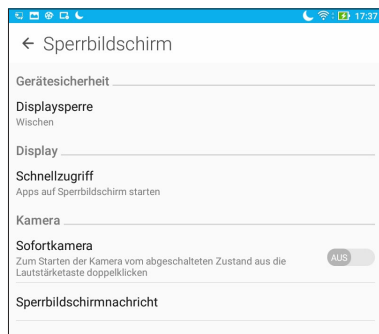 17:37
Sperrbildschirm
Gerätesicherheit
Displaysperre
Wischen
Display
Schnellzugriff
Apps auf Sperrbildschirm starten
Kamera
Sofortkamera
Zum Starten der Kamera vom abgeschalteten Zustand aus die
Lautstärketaste doppelklicken
AUS
Sperrbildschirmnachricht